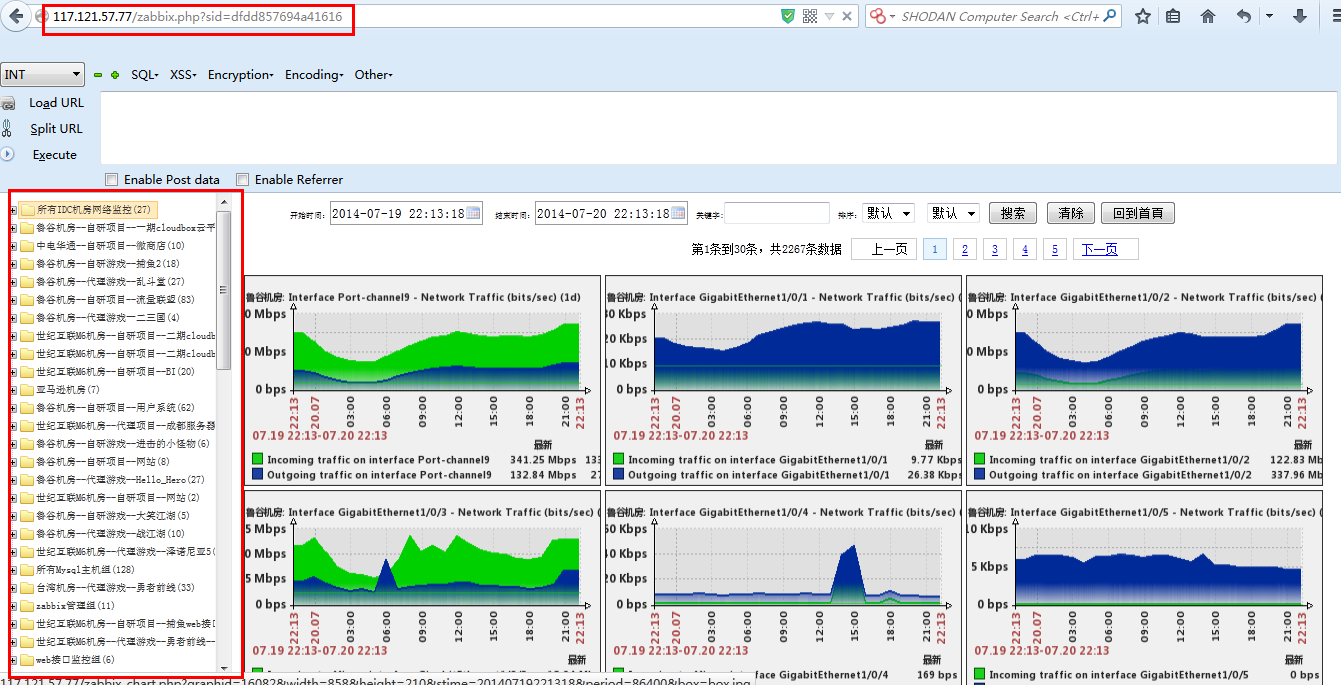 117.121.57.77/zabbix.php?sid=dfdd857694a41616
SHODAN Computer Search <Ctrl+
INT SQL XSS Encryption Encoding Other
Load URL
Split URL
Execute
Enable Post data Enable Referrer
所有IDC机房网络监控(27)
鲁谷机房--自研项目--一期cloudbox云平
中电华通--自研项目--微商店(10)
鲁谷机房--自研游戏--捕鱼2(18)
鲁谷机房--代理游戏--乱斗堂(27)
鲁谷机房--自研项目--流量联盟(83)
鲁谷机房--代理游戏--二三国(4)
世纪互联M6机房--自研项目--二期cloudb
世纪互联M6机房--自研项目--二期cloudb
世纪互联M6机房--自研项目--BI(20)
亚马逊机房(7)
鲁谷机房--自研项目--用户系统(62)
世纪互联M6机房--代理项目--成都服务器
鲁谷机房--自研游戏--进击的小怪物(6)
鲁谷机房--自研项目--网站(8)
鲁谷机房--代理游戏--Hello_Hero(27)
世纪互联M6机房--自研项目--网站(2)
鲁谷机房--自研游戏--大笑江湖(5)
鲁谷机房--代理游戏--战江湖(10)
世纪互联M6机房--代理游戏--泽诺尼亚5(
所有Mysql主机组(128)
台湾机房--代理游戏--勇者前线(33)
zabbix管理组(11)
世纪互联M6机房--自研项目--捕鱼web接口
世纪互联M6机房--代理游戏--勇者前线--
web接口监控组(6)
开始时间: 2014-07-19 22:13:18 结束时间: 2014-07-20 22:13:18 关键字: 排序: 默认 默认 搜索 清除 回到首頁
第1条到30条，共2267条数据 上一页 1 2 3 4 5 下一页
鲁谷机房: Interface Port-channel9 - Network Traffic (bits/sec) (1d)
0 Mbps
0 Mbps
0 bps
22:13 20.07 03:00 06:00 09:00 12:00 15:00 18:00 21:00 22:13
07.19 22:13-07.20 22:13
最新
Incoming traffic on interface Port-channel9 341.25 Mbps 133
Outgoing traffic on interface Port-channel9 132.84 Mbps 27
鲁谷机房: Interface GigabitEthernet1/0/1 - Network Traffic (bits/sec) (
30 Kbps
20 Kbps
10 Kbps
0 bps
22:13 20.07 03:00 06:00 09:00 12:00 15:00 18:00 21:00 22:13
07.19 22:13-07.20 22:13
最新
Incoming traffic on interface GigabitEthernet1/0/1 9.77 Kbps
Outgoing traffic on interface GigabitEthernet1/0/1 26.38 Kbps
鲁谷机房: Interface GigabitEthernet1/0/2 - Network Traffic (bits/sec) (
0 Mbps
0 Mbps
0 bps
22:13 20.07 03:00 06:00 09:00 12:00 15:00 18:00 21:00 22:13
07.19 22:13-07.20 22:13
最新
Incoming traffic on interface GigabitEthernet1/0/2 122.83 Mb
Outgoing traffic on interface GigabitEthernet1/0/2 337.96 Mb
鲁谷机房: Interface GigabitEthernet1/0/3 - Network Traffic (bits/sec) (
5 Mbps
0 Mbps
5 Mbps
0 bps
22:13 20.07 03:00 06:00 09:00 12:00 15:00 18:00 21:00 22:13
07.19 22:13-07.20 22:13
最新
鲁谷机房: Interface GigabitEthernet1/0/4 - Network Traffic (bits/sec) (
60 Kbps
40 Kbps
20 Kbps
0 bps
22:13 20.07 03:00 06:00 09:00 12:00 15:00 18:00 21:00 22:13
07.19 22:13-07.20 22:13
最新
face GigabitEthernet1/0/4 169 bps
鲁谷机房: Interface GigabitEthernet1/0/5 - Network Traffic (bits/sec) (
10 Kbps
5 Kbps
0 bps
22:13 20.07 03:00 06:00 09:00 12:00 15:00 18:00 21:00 22:13
07.19 22:13-07.20 22:13
最新
Incoming traffic on interface GigabitEthernet1/0/5 0 bps
117.121.57.77/zabbix_chart.php?graphid=16082&width=858&height=210&stime=20140719221318&period=86400&box=box.jpg